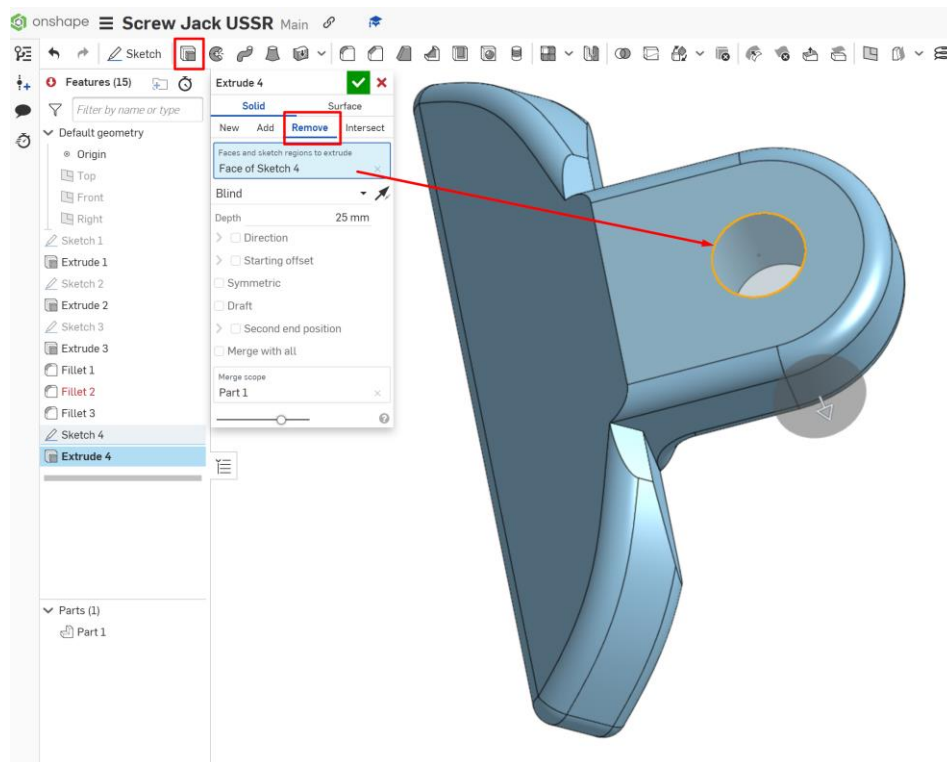 onshape Screw Jack USSR Main
Sketch
Features (15)
Filter by name or type
Default geometry
Origin
Top
Front
Right
Sketch 1
Extrude 1
Sketch 2
Extrude 2
Sketch 3
Extrude 3
Fillet 1
Fillet 2
Fillet 3
Sketch 4
Extrude 4
Parts (1)
Part 1
Extrude 4
Solid Surface
New Add Remove Intersect
Faces and sketch regions to extrude
Face of Sketch 4
Blind
Depth 25 mm
Direction
Starting offset
Symmetric
Draft
Second end position
Merge with all
Merge scope
Part 1